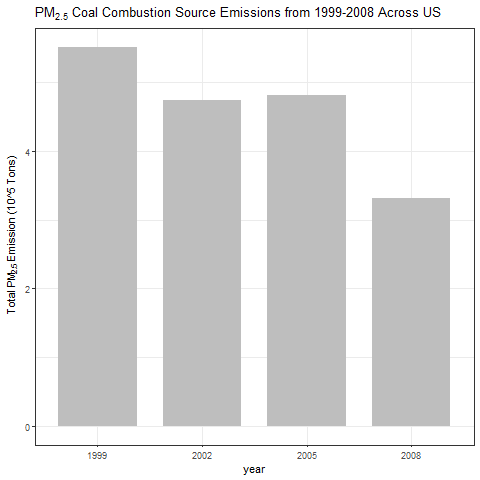 PM2.5 Coal Combustion Source Emissions from 1999-2008 Across US
Total PM2.5 Emission (10^5 Tons)
4
2
0
1999 2002 2005 2008
year